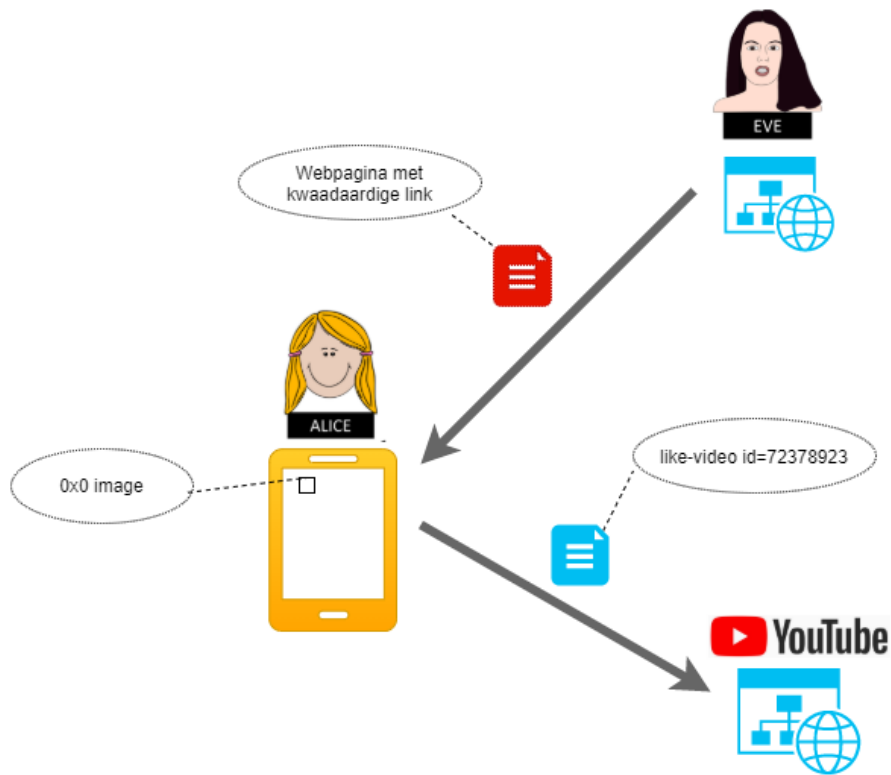 EVE
Webpagina met
kwaadaardige link
ALICE
like-video id=72378923
0x0 image
YouTube